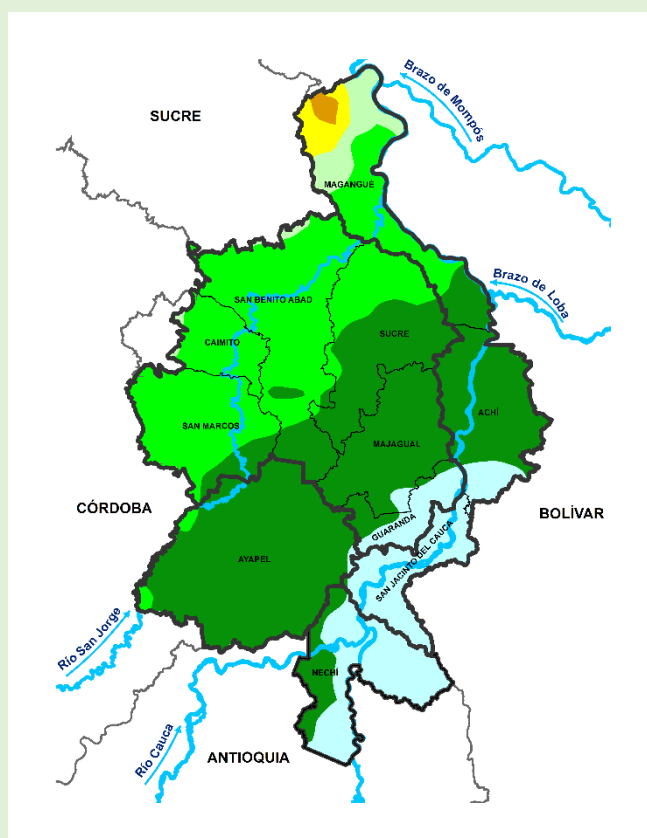 Brazo de Mompós
SUCRE
MAGANGUÉ
Brazo de Loba
SAN BENITO ABAD
SUCRE
CAIMITO
ACHÍ
SAN MARCOS
MAJAGUAL
CÓRDOBA
BOLÍVAR
GUARANDA
AYAPEL
SAN JACINTO DEL CAUCA
Río San Jorge
NECHÍ
Río Cauca
ANTIOQUIA